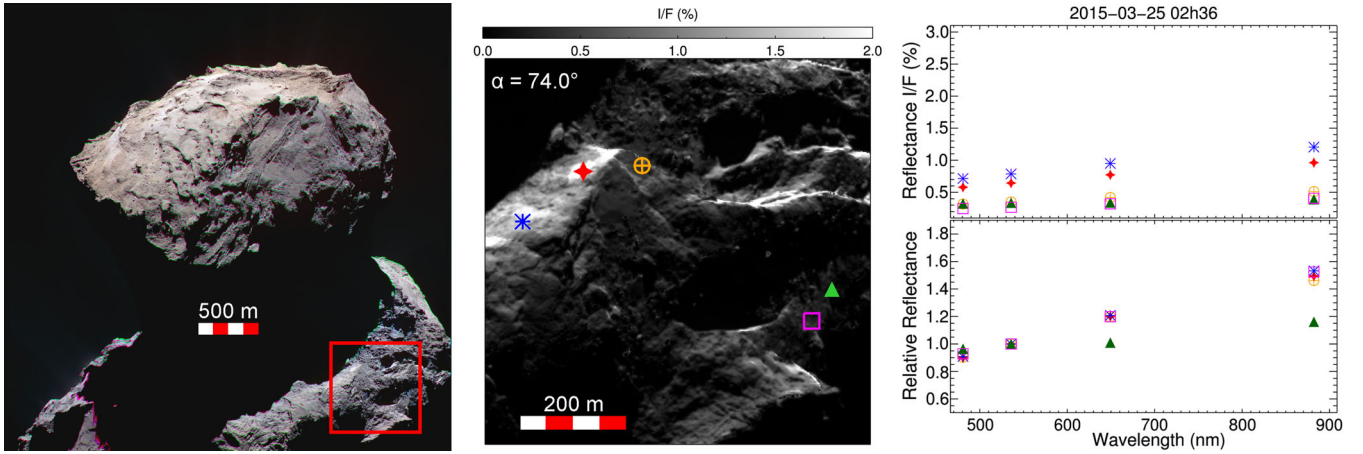 500 m
I/F (%)
0.0 0.5 1.0 1.5 2.0
α = 74.0°
200 m
2015-03-25 02h36
Reflectance I/F (%)
3.0
2.5
2.0
1.5
1.0
0.5
Relative Reflectance
1.8
1.6
1.4
1.2
1.0
0.8
0.6
500 600 700 800 900
Wavelength (nm)